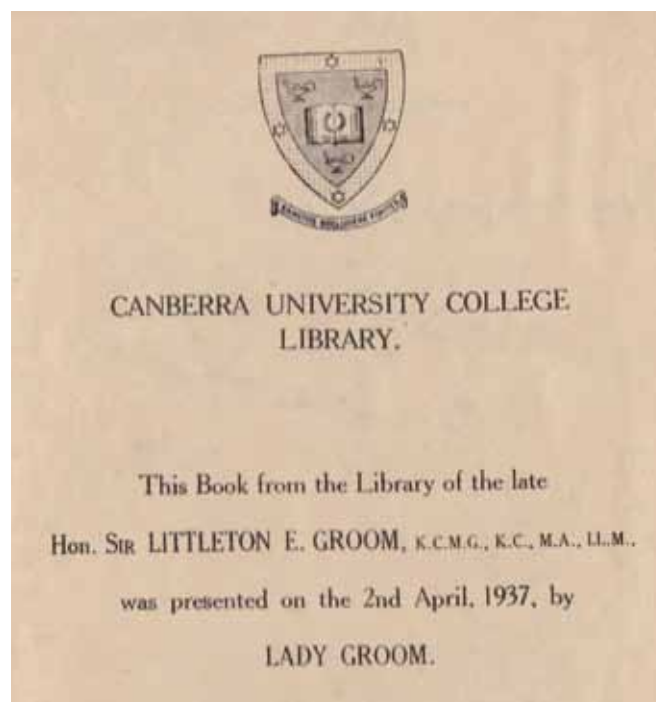 CANBERRA UNIVERSITY COLLEGE
LIBRARY.
This Book from the Library of the late
Hon. SIR LITTLETON E. GROOM, K.C.M.G., K.C., M.A., LL.M.,
was presented on the 2nd April, 1937, by
LADY GROOM.